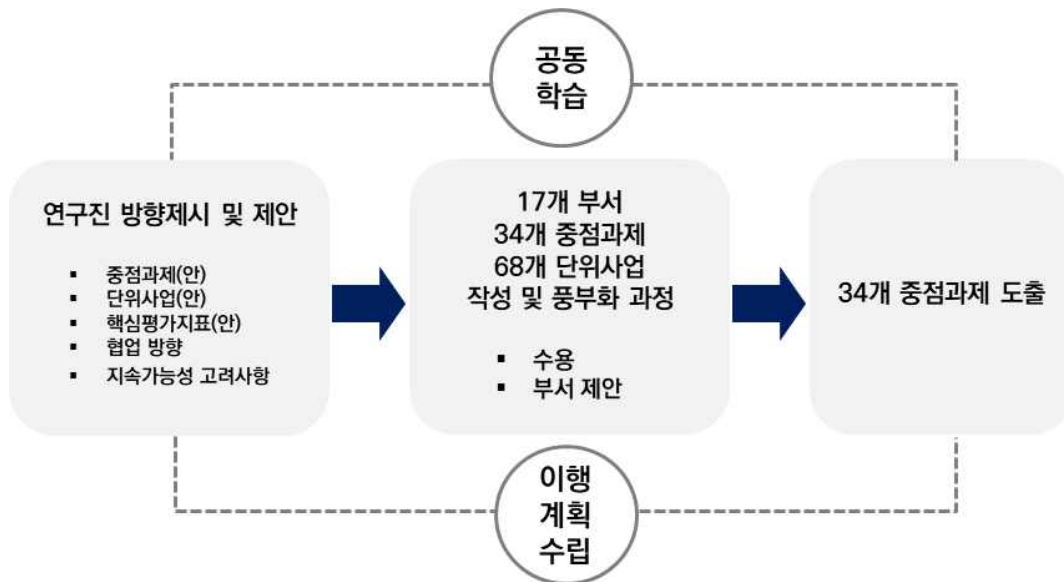 공동
학습
연구진 방향제시 및 제안
▪ 중점과제(안)
▪ 단위사업(안)
▪ 핵심평가지표(안)
▪ 협업 방향
▪ 지속가능성 고려사항
17개 부서
34개 중점과제
68개 단위사업
작성 및 풍부화 과정
▪ 수용
▪ 부서 제안
34개 중점과제 도출
이행
계획
수립